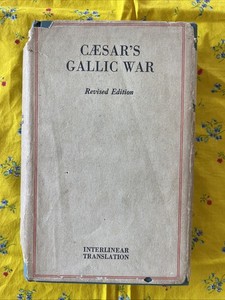 CÆSAR'S
GALLIC WAR
Revised Edition
INTERLINEAR
TRANSLATION